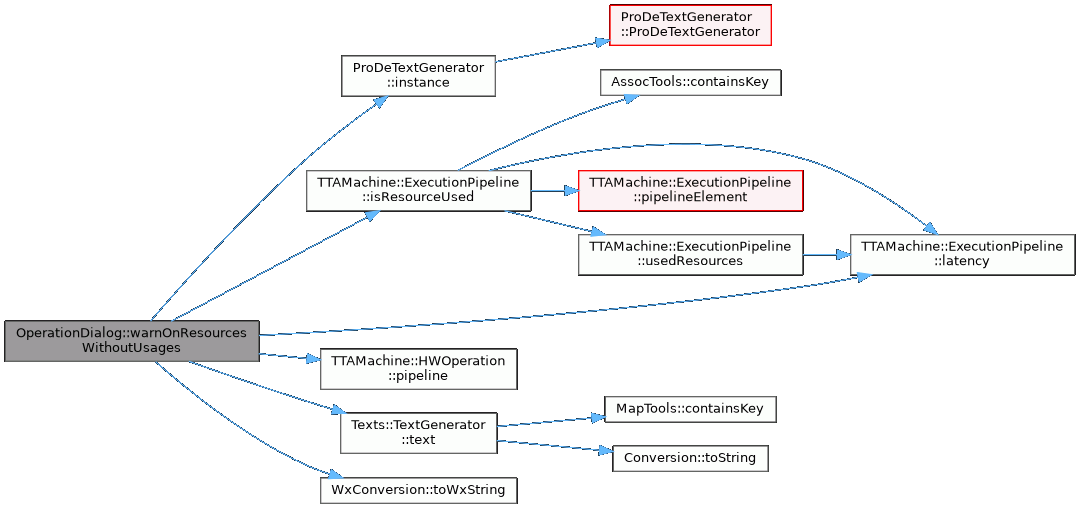 ProDeTextGenerator
::ProDeTextGenerator
ProDeTextGenerator
::instance
AssocTools::containsKey
TTAMachine::ExecutionPipeline
::isResourceUsed
TTAMachine::ExecutionPipeline
::pipelineElement
TTAMachine::ExecutionPipeline
::usedResources
TTAMachine::ExecutionPipeline
::latency
OperationDialog::warnOnResources
WithoutUsages
TTAMachine::HWOperation
::pipeline
Texts::TextGenerator
::text
MapTools::containsKey
Conversion::toString
WxConversion::toWxString